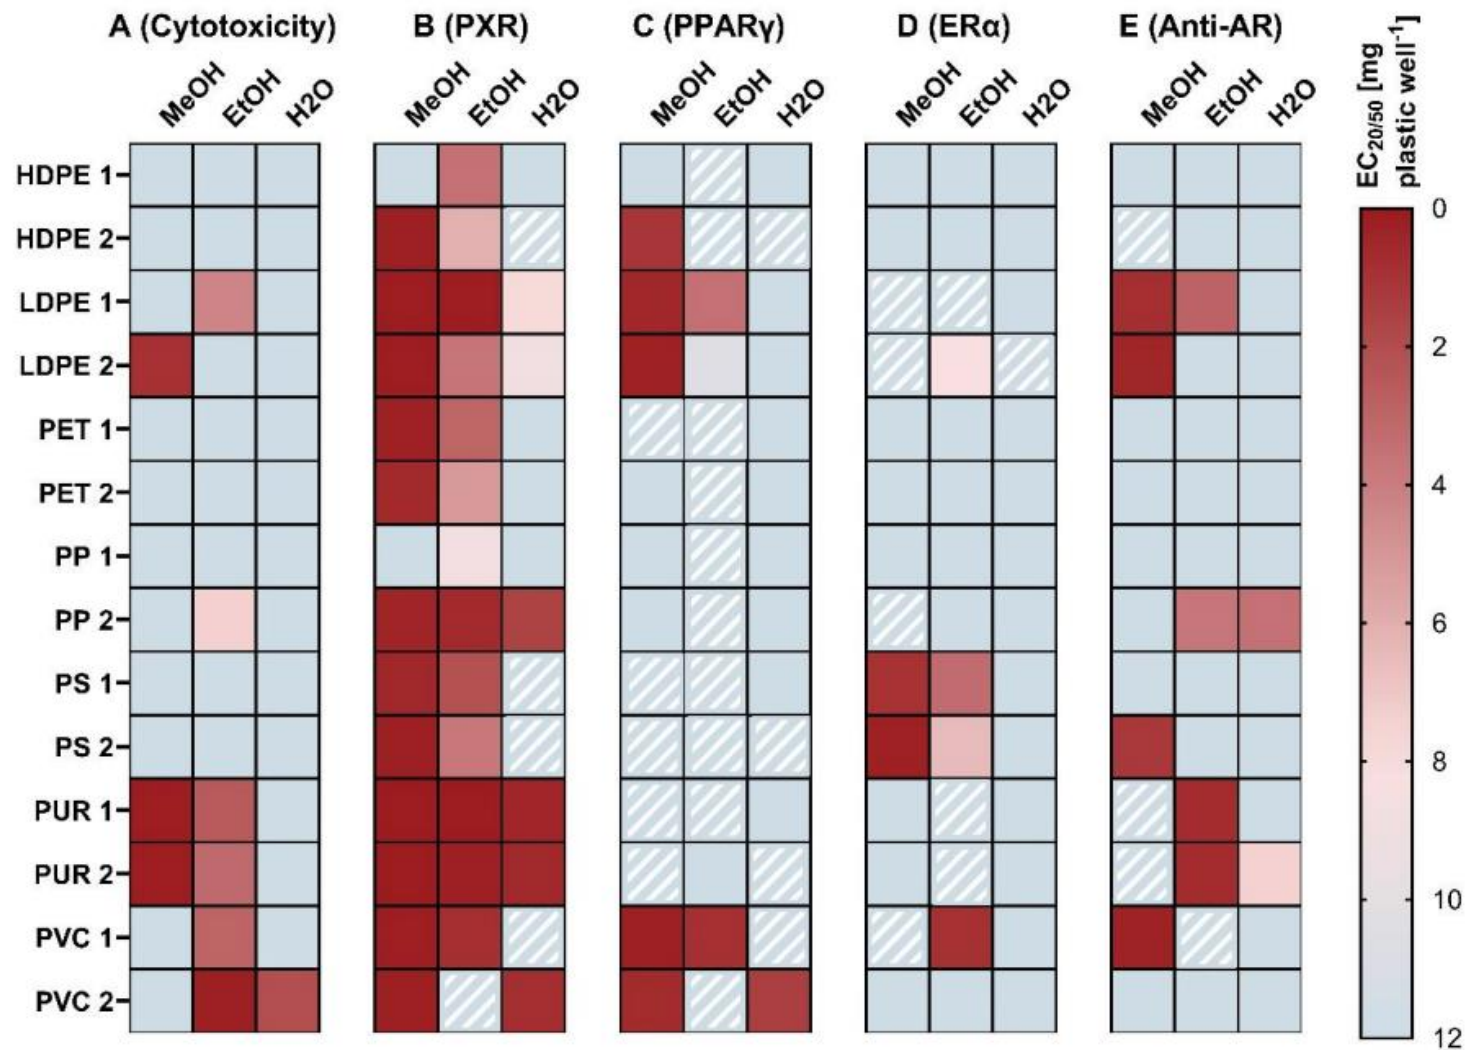 A (Cytotoxicity) B (PXR) C (PPARγ) D (ERα) E (Anti-AR)
MeOH EtOH H2O MeOH EtOH H2O MeOH EtOH H2O MeOH EtOH H2O MeOH EtOH H2O
EC20/50 [mg
plastic well-1]
HDPE 1
HDPE 2
LDPE 1
LDPE 2
PET 1
PET 2
PP 1
PP 2
PS 1
PS 2
PUR 1
PUR 2
PVC 1
PVC 2
0
2
4
6
8
10
12